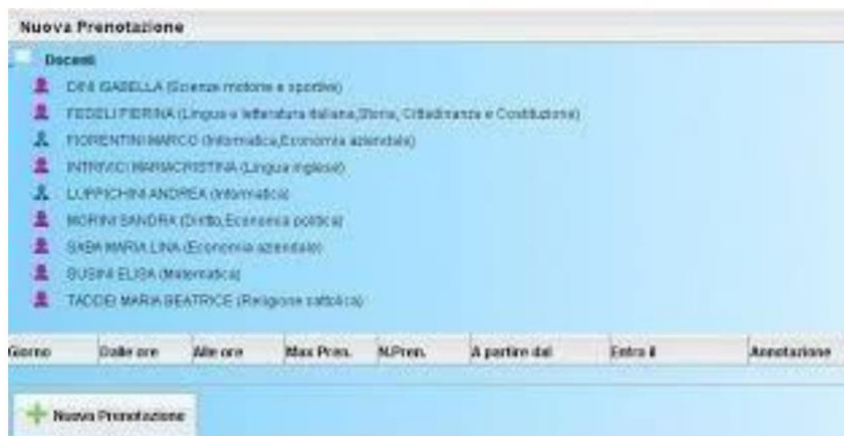 Nuova Prenotazione
Docenti
DINI ISABELLA (Scienze motorie e sportive)
FEDELI FIERINA (Lingua e letteratura italiana,Storia, Cittadinanza e Costituzione)
FIORENTINI MARCO (Informatica,Economia aziendale)
INTRIVICI MARIACRISTINA (Lingua inglese)
LUPPICHINI ANDREA (Informatica)
MORINI SANDRA (Diritto,Economia politica)
SABA MARIA LINA (Economia aziendale)
SUSINI ELISA (Matematica)
TADDEI MARIA BEATRICE (Religione cattolica)
Giorno Dalle ore Alle ore Max Pren. N.Pren. A partire dal Entro il Annotazione
Nuova Prenotazione